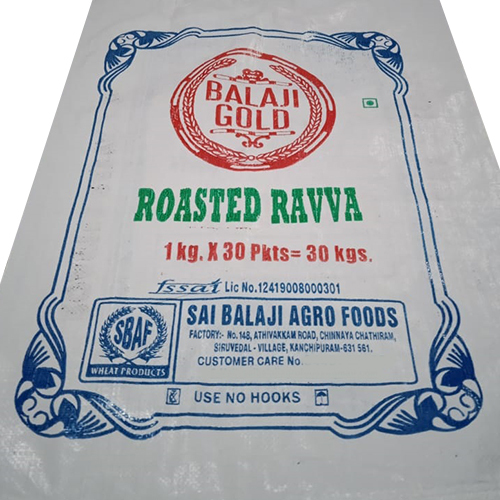 BALAJI
GOLD
ROASTED RAVVA
1 kg. X 30 Pkts= 30 kgs.
fssai Lic No.12419008000301
SBAF
WHEAT PRODUCTS
SAI BALAJI AGRO FOODS
FACTORY:- No.148, ATHIVAKKAM ROAD, CHINNAYA CHATHIRAM,
SIRUVEDAL - VILLAGE, KANCHIPURAM-631 561.
CUSTOMER CARE No.
USE NO HOOKS